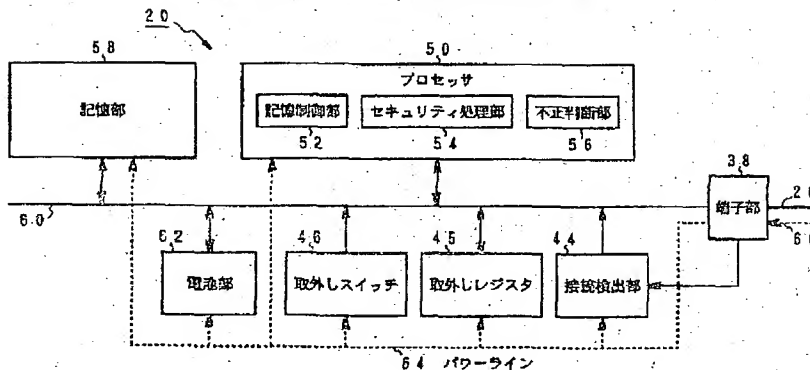 20
58
記憶部
50
プロセッサ
記憶制御部
セキュリティ処理部
不正判断部
52
54
56
38
端子部
60
62
46
45
44
電池部
取外しスイッチ
取外しレジスタ
接続検出部
64 パワーライン